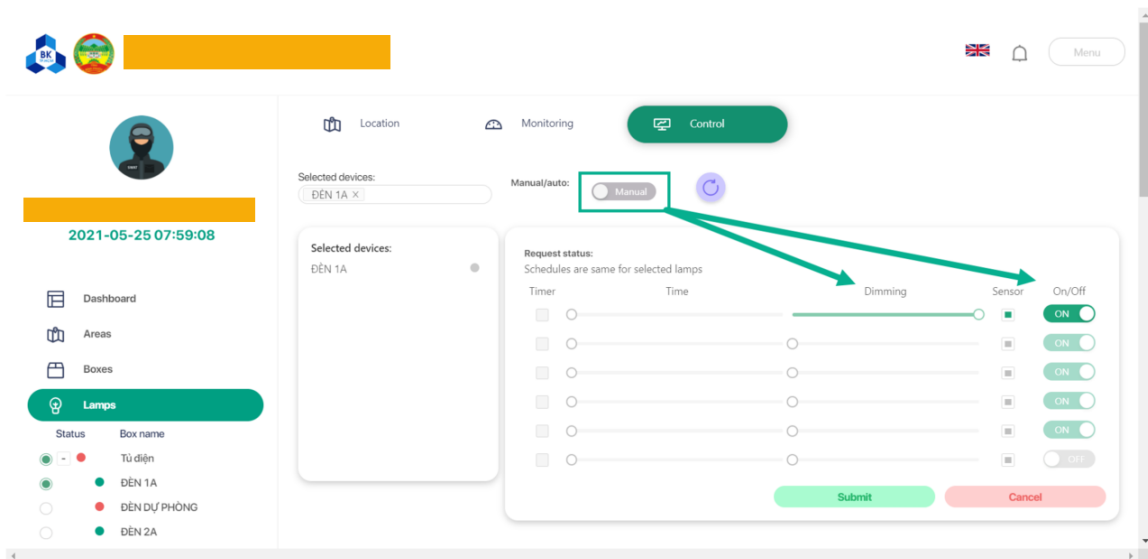 BK
Menu
Location
Monitoring
Control
Selected devices:
ĐÈN 1A ×
Manual/auto:
Manual
2021-05-25 07:59:08
Selected devices:
ĐÈN 1A
Request status:
Schedules are same for selected lamps
Timer Time Dimming Sensor On/Off
ON
ON
ON
ON
ON
OFF
Submit Cancel
Dashboard
Areas
Boxes
Lamps
Status Box name
Tủ điện
ĐÈN 1A
ĐÈN DỰ PHÒNG
ĐÈN 2A